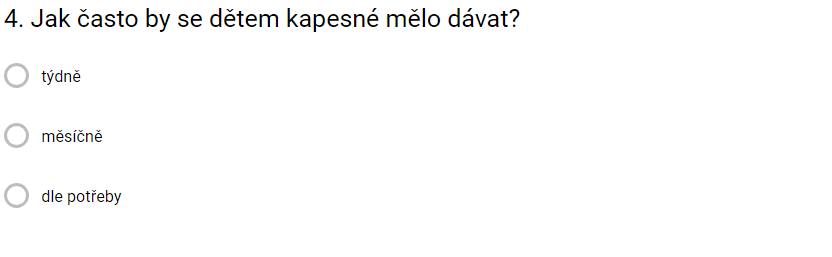 4. Jak často by se dětem kapesné mělo dávat?
týdně
měsíčně
dle potřeby